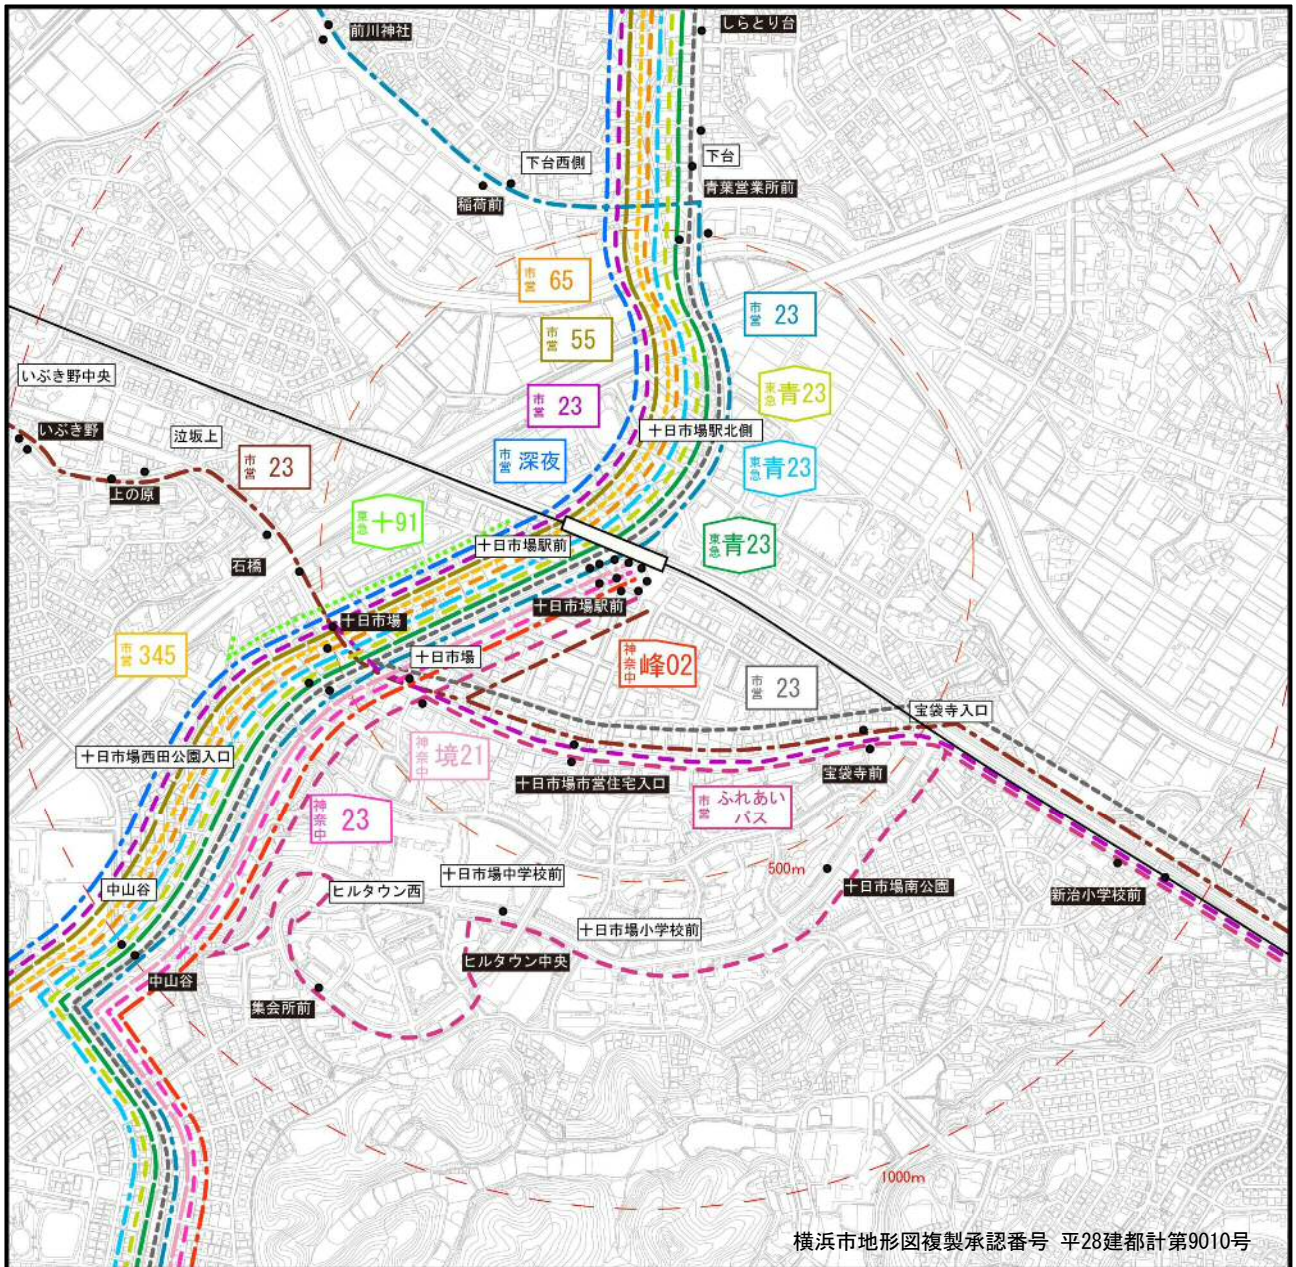 前川神社
しらとり台
下台西側
下台
稲荷前
青葉営業所前
市営 65
市営 23
市営 55
いぶき野中央
東急 青23
市営 23
いぶき野
泣坂上
十日市場駅北側
市営 23
市営 深夜
東急 青23
上の原
東急 十91
東急 青23
十日市場駅前
石橋
十日市場駅前
十日市場
市営 345
十日市場
神奈中 峰02
市営 23
宝袋寺入口
十日市場西田公園入口
神奈中 境21
宝袋寺前
十日市場市営住宅入口
神奈中 23
市営 ふれあい
バス
500m
中山谷
ヒルタウン西
十日市場中学校前
十日市場南公園
新治小学校前
十日市場小学校前
ヒルタウン中央
中山谷
集会所前
1000m
横浜市地形図複製承認番号 平28建都計第9010号